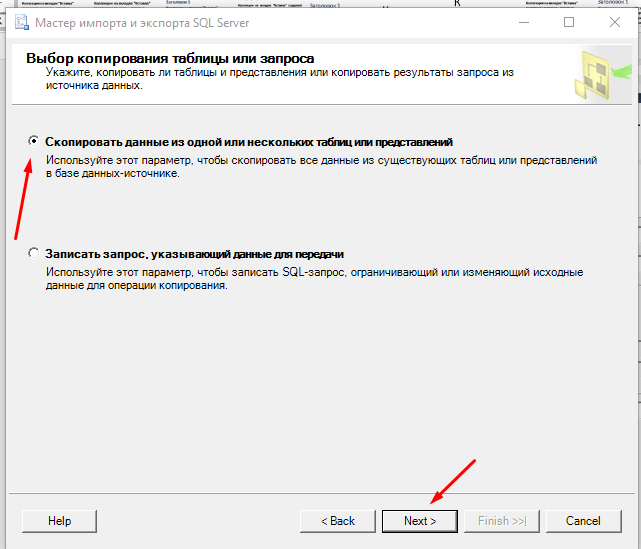 Мастер импорта и экспорта SQL Server
Выбор копирования таблицы или запроса
Укажите, копировать ли таблицы и представления или копировать результаты запроса из
источника данных.
Скопировать данные из одной или нескольких таблиц или представлений
Используйте этот параметр, чтобы скопировать все данные из существующих таблиц или представлений
в базе данных-источнике.
Записать запрос, указывающий данные для передачи
Используйте этот параметр, чтобы записать SQL-запрос, ограничивающий или изменяющий исходные
данные для операции копирования.
Help
< Back
Next >
Finish >>|
Cancel